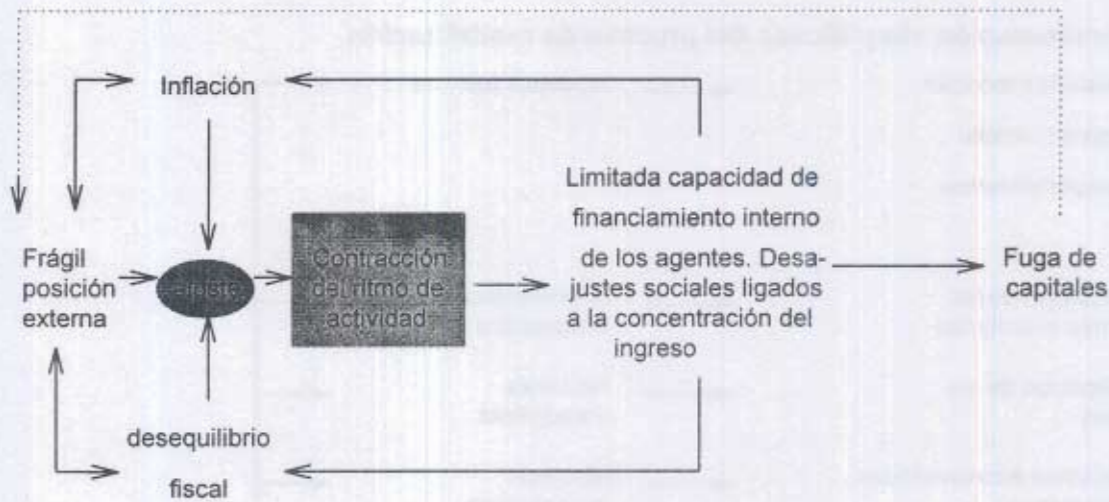 Inflación
Limitada capacidad de
financiamiento interno
de los agentes. Desa-
justes sociales ligados
a la concentración del
ingreso
Frágil
posición
externa
ajuste
Contracción
del ritmo de
actividad
Fuga de
capitales
desequilibrio
fiscal